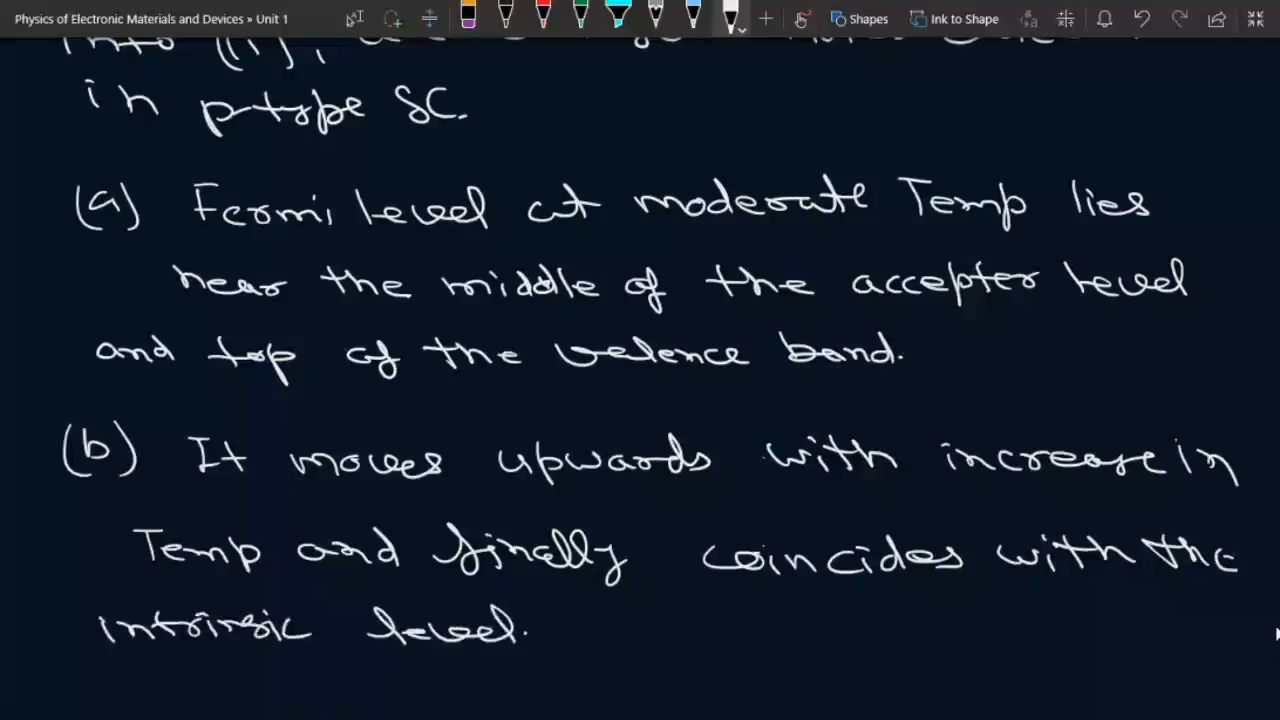 Physics of Electronic Materials and Devices » Unit 1
Shapes
Ink to Shape
into (11),
in p-type SC.
(a) Fermi level at moderate Temp lies
near the middle of the accepter level
and top of the valence band.
(b) It moves upwards with increase in
Temp and finally coincides with the
intrinsic level.